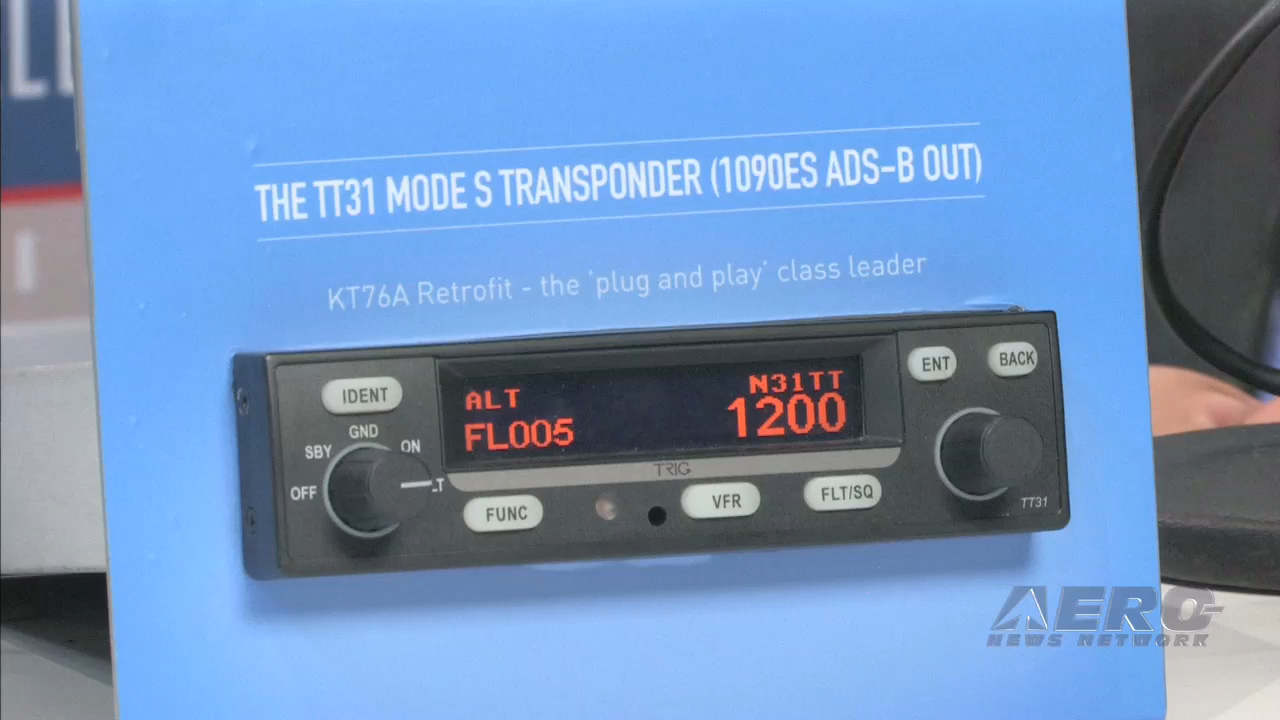 THE TT31 MODE S TRANSPONDER (1090ES ADS-B OUT)
KT76A Retrofit - the 'plug and play' class leader
IDENT
ENT
BACK
ALT
N31TT
FL005
1200
GND
SBY
ON
OFF
LT
TRIG
FUNC
VFR
FLT/SQ
TT31
AERO
NEWS NETWORK